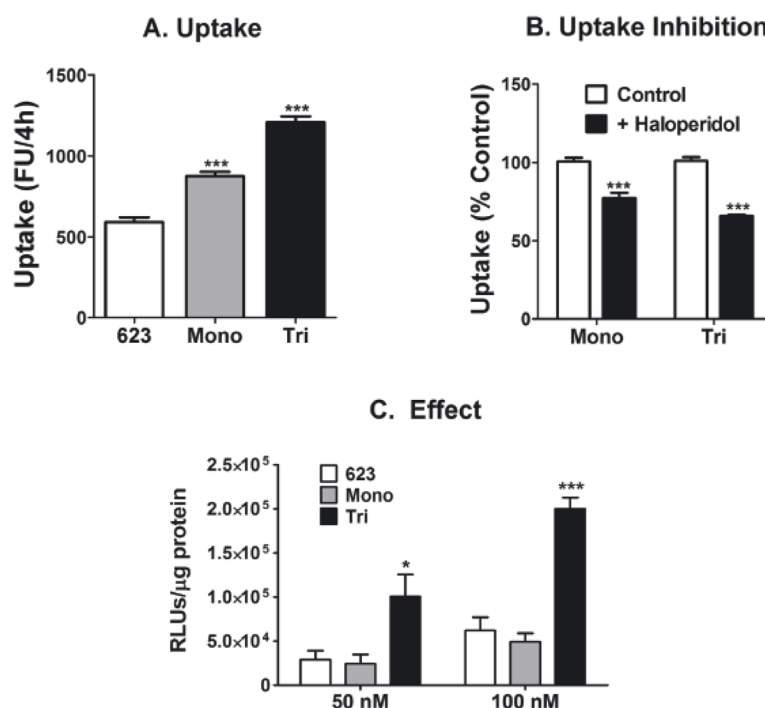 A. Uptake
Uptake (FU/4h)
1500
1000
500
0
***
***
623 Mono Tri
B. Uptake Inhibition
Uptake (% Control)
150
100
50
0
Control
+ Haloperidol
***
***
Mono Tri
C. Effect
RLUs/µg protein
2.5×10⁵
2.0×10⁵
1.5×10⁵
1.0×10⁵
5.0×10⁴
0
623
Mono
Tri
*
***
50 nM 100 nM